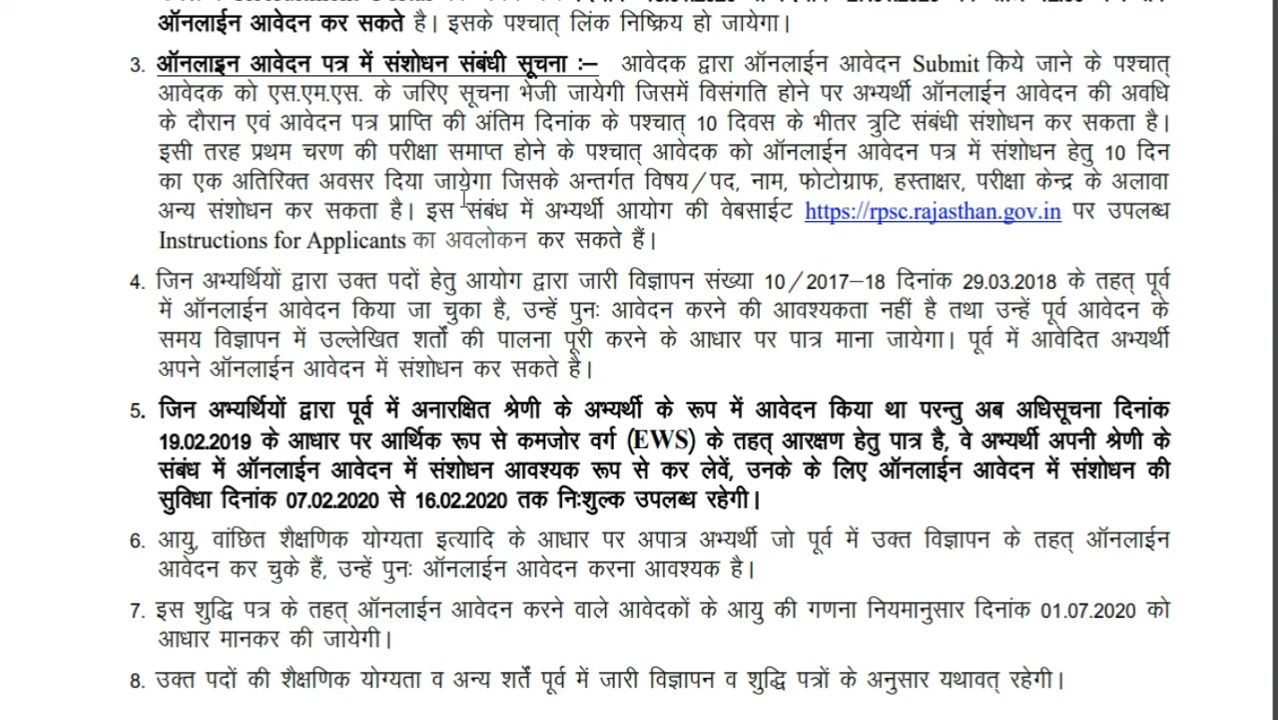 ऑनलाईन आवेदन कर सकते है। इसके पश्चात् लिंक निष्क्रिय हो जायेगा।
3. ऑनलाइन आवेदन पत्र में संशोधन संबंधी सूचना :– आवेदक द्वारा ऑनलाईन आवेदन Submit किये जाने के पश्चात्
आवेदक को एस.एम.एस. के जरिए सूचना भेजी जायेगी जिसमें विसंगति होने पर अभ्यर्थी ऑनलाईन आवेदन की अवधि
के दौरान एवं आवेदन पत्र प्राप्ति की अंतिम दिनांक के पश्चात् 10 दिवस के भीतर त्रुटि संबंधी संशोधन कर सकता है।
इसी तरह प्रथम चरण की परीक्षा समाप्त होने के पश्चात् आवेदक को ऑनलाईन आवेदन पत्र में संशोधन हेतु 10 दिन
का एक अतिरिक्त अवसर दिया जायेगा जिसके अन्तर्गत विषय/पद, नाम, फोटोग्राफ, हस्ताक्षर, परीक्षा केन्द्र के अलावा
अन्य संशोधन कर सकता है। इस संबंध में अभ्यर्थी आयोग की वेबसाईट https://rpsc.rajasthan.gov.in पर उपलब्ध
Instructions for Applicants का अवलोकन कर सकते हैं।
4. जिन अभ्यर्थियों द्वारा उक्त पदों हेतु आयोग द्वारा जारी विज्ञापन संख्या 10/2017–18 दिनांक 29.03.2018 के तहत् पूर्व
में ऑनलाईन आवेदन किया जा चुका है, उन्हें पुनः आवेदन करने की आवश्यकता नहीं है तथा उन्हें पूर्व आवेदन के
समय विज्ञापन में उल्लेखित शर्तों की पालना पूरी करने के आधार पर पात्र माना जायेगा। पूर्व में आवेदित अभ्यर्थी
अपने ऑनलाईन आवेदन में संशोधन कर सकते है।
5. जिन अभ्यर्थियों द्वारा पूर्व में अनारक्षित श्रेणी के अभ्यर्थी के रूप में आवेदन किया था परन्तु अब अधिसूचना दिनांक
19.02.2019 के आधार पर आर्थिक रूप से कमजोर वर्ग (EWS) के तहत् आरक्षण हेतु पात्र है, वे अभ्यर्थी अपनी श्रेणी के
संबंध में ऑनलाईन आवेदन में संशोधन आवश्यक रूप से कर लेवें, उनके के लिए ऑनलाईन आवेदन में संशोधन की
सुविधा दिनांक 07.02.2020 से 16.02.2020 तक निःशुल्क उपलब्ध रहेगी।
6. आयु, वांछित शैक्षणिक योग्यता इत्यादि के आधार पर अपात्र अभ्यर्थी जो पूर्व में उक्त विज्ञापन के तहत् ऑनलाईन
आवेदन कर चुके हैं, उन्हें पुनः ऑनलाईन आवेदन करना आवश्यक है।
7. इस शुद्धि पत्र के तहत् ऑनलाईन आवेदन करने वाले आवेदकों के आयु की गणना नियमानुसार दिनांक 01.07.2020 को
आधार मानकर की जायेगी।
8. उक्त पदों की शैक्षणिक योग्यता व अन्य शर्तें पूर्व में जारी विज्ञापन व शुद्धि पत्रों के अनुसार यथावत् रहेगी।